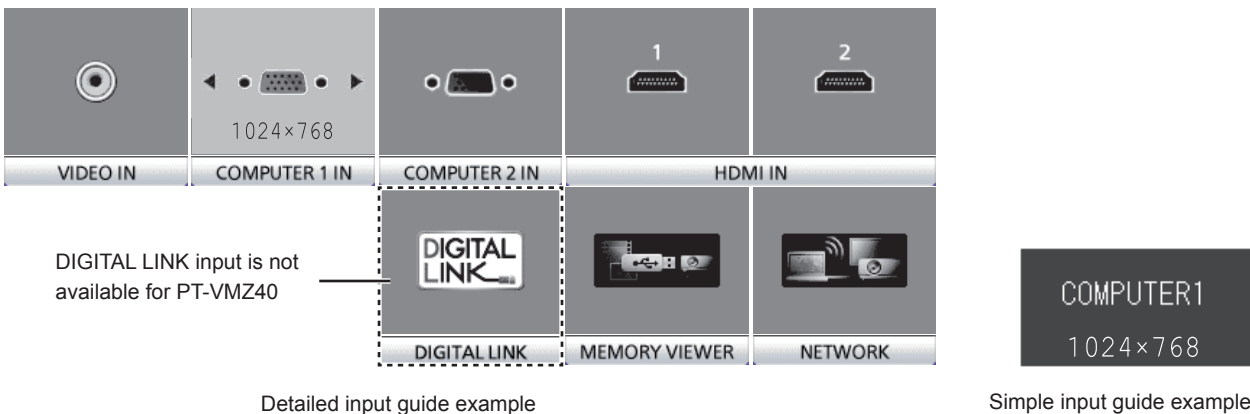 1
2
1024×768
VIDEO IN
COMPUTER 1 IN
COMPUTER 2 IN
HDMI IN
DIGITAL LINK input is not
available for PT-VMZ40
DIGITAL
LINK
DIGITAL LINK
MEMORY VIEWER
NETWORK
COMPUTER1
1024×768
Detailed input guide example
Simple input guide example